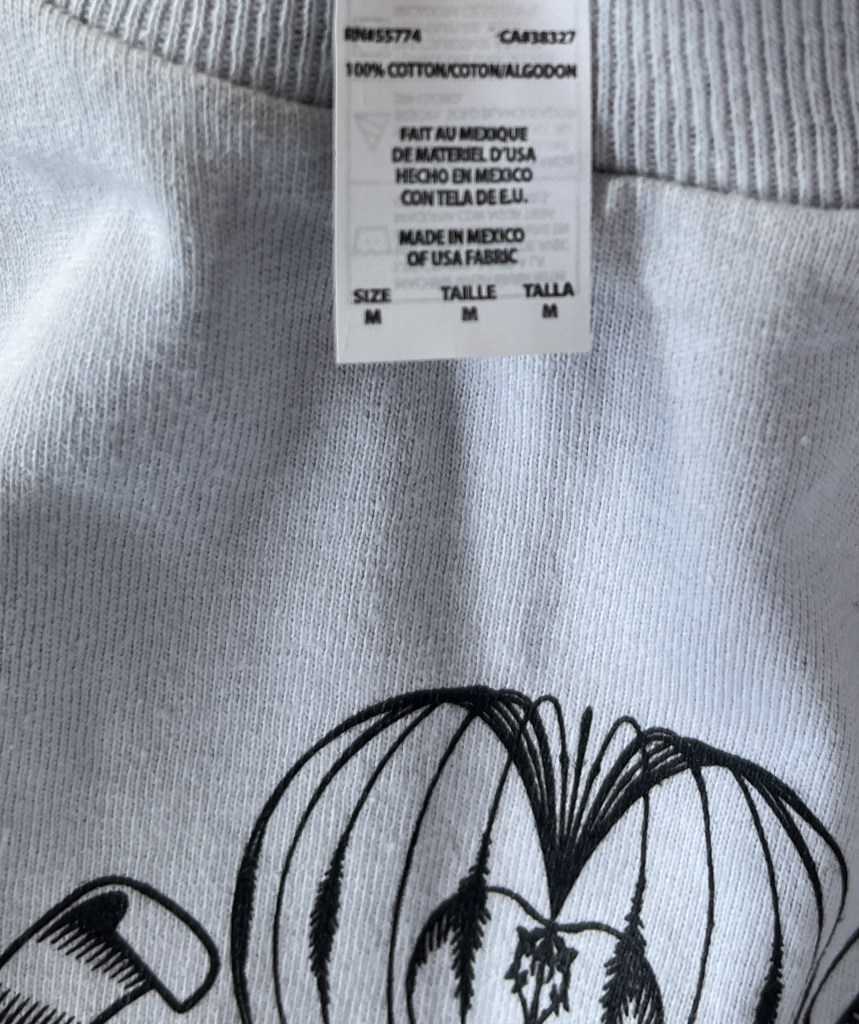 RN#55774 CA#38327
100% COTTON/COTON/ALGODON
FAIT AU MEXIQUE
DE MATERIEL D'USA
HECHO EN MEXICO
CON TELA DE E.U.
MADE IN MEXICO
OF USA FABRIC
SIZE TAILLE TALLA
M M M